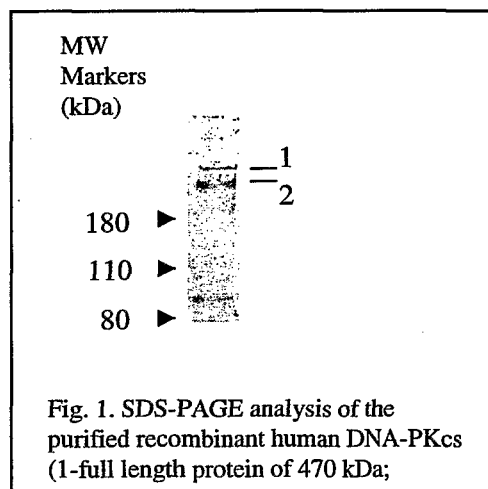 MW
Markers
(kDa)
1
2
180
110
80
Fig. 1. SDS-PAGE analysis of the
purified recombinant human DNA-PKcs
(1-full length protein of 470 kDa;